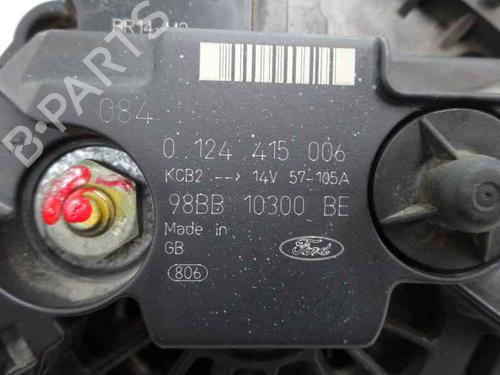 084
0 124 415 006
KCB2 --> 14V 57-105A
98BB 10300 BE
Made in
GB
Ford
806
B-PARTS